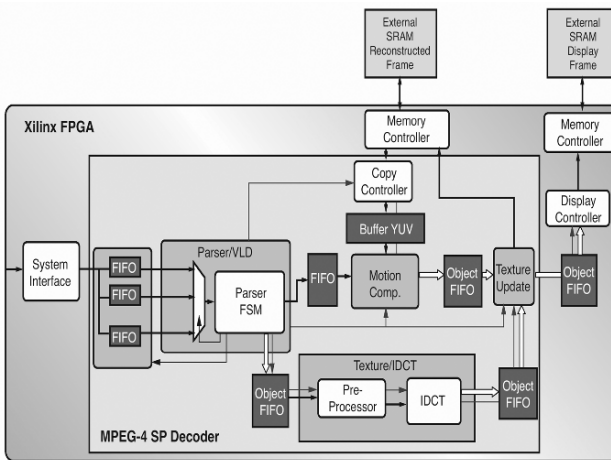 External
SRAM
Reconstructed
Frame
External
SRAM
Display
Frame
Xilinx FPGA
Memory
Controller
Memory
Controller
Copy
Controller
Display
Controller
Buffer YUV
Parser/VLD
System
Interface
FIFO
FIFO
FIFO
Parser
FSM
FIFO
Motion
Comp.
Object
FIFO
Texture
Update
Object
FIFO
Texture/IDCT
Object
FIFO
Pre-
Processor
IDCT
Object
FIFO
MPEG-4 SP Decoder